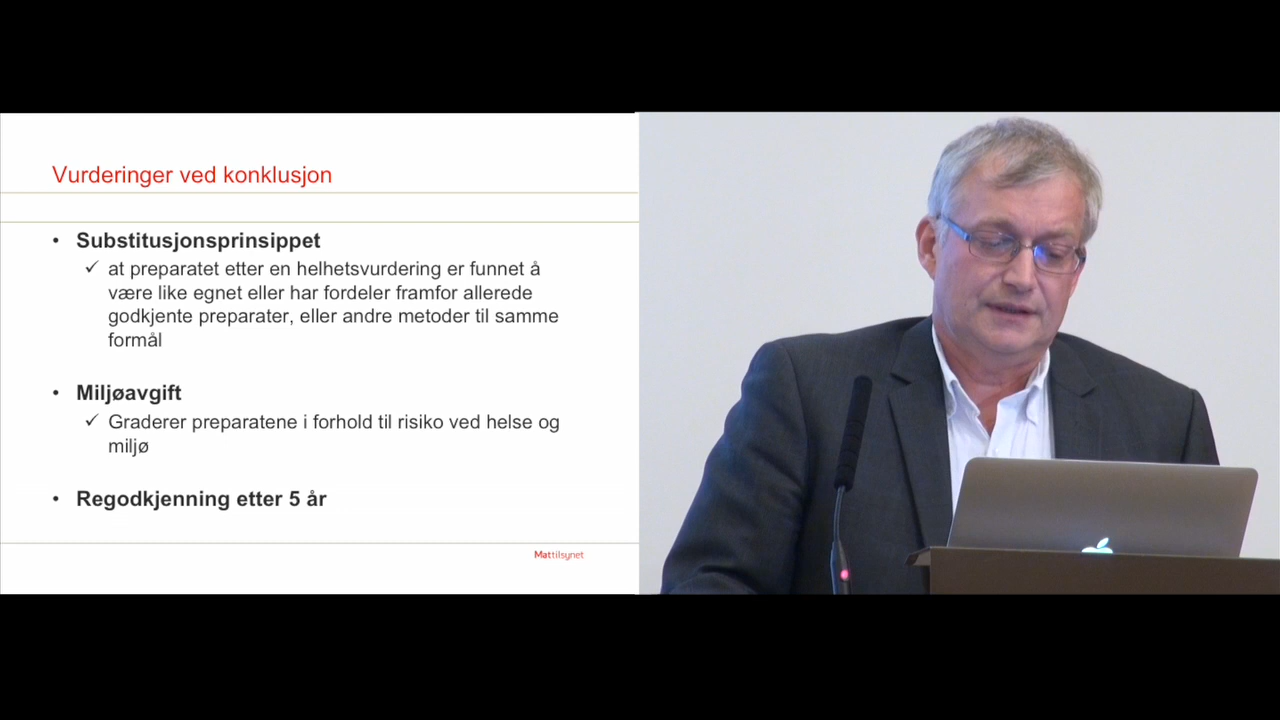 Vurderinger ved konklusjon
• Substitusjonsprinsippet
✓ at preparatet etter en helhetsvurdering er funnet å
være like egnet eller har fordeler framfor allerede
godkjente preparater, eller andre metoder til samme
formål
• Miljøavgift
✓ Graderer preparatene i forhold til risiko ved helse og
miljø
• Regodkjenning etter 5 år
Mattilsynet